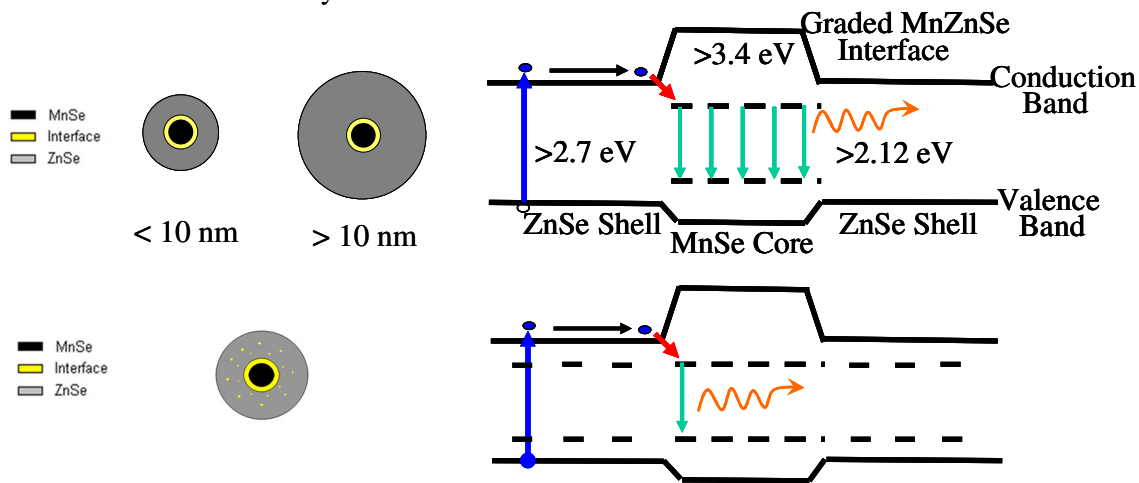 y
Graded MnZnSe
Interface
>3.4 eV
Conduction
Band
MnSe
Interface
ZnSe
>2.7 eV
>2.12 eV
Valence
Band
< 10 nm
> 10 nm
ZnSe Shell
MnSe Core
ZnSe Shell
MnSe
Interface
ZnSe